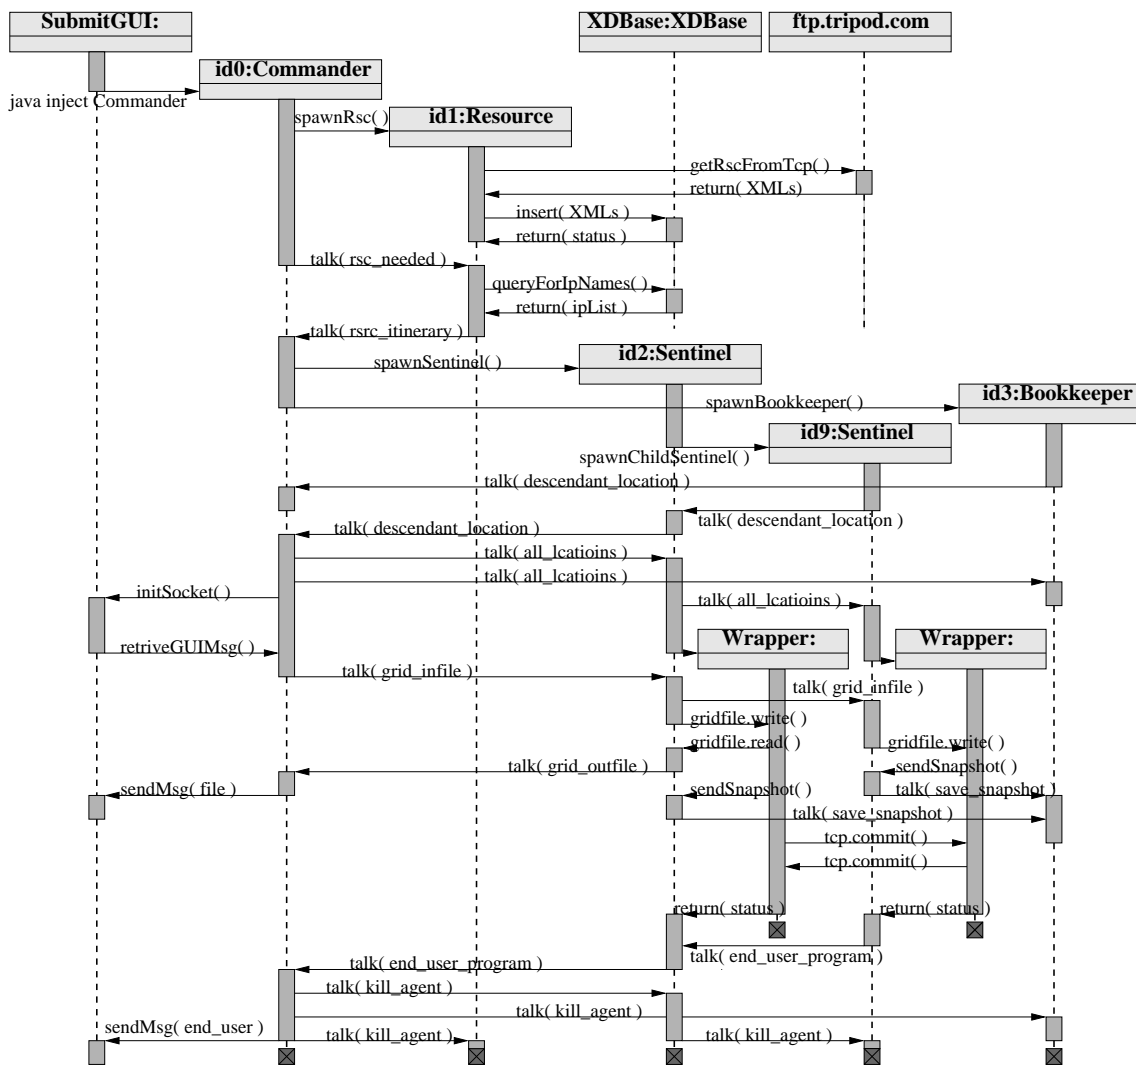 SubmitGUI:
XDBase:XDBase
ftp.tripod.com
id0:Commander
java inject Commander
spawnRsc( )
id1:Resource
getRscFromTcp( )
return( XMLs)
insert( XMLs )
return( status )
talk( rsc_needed )
queryForIpNames( )
return( ipList )
talk( rsrc_itinerary )
id2:Sentinel
spawnSentinel( )
id3:Bookkeeper
spawnBookkeeper( )
id9:Sentinel
spawnChildSentinel( )
talk( descendant_location )
talk( descendant_location )
talk( descendant_location )
talk( all_lcatioins )
talk( all_lcatioins )
initSocket( )
talk( all_lcatioins )
Wrapper:
Wrapper:
retriveGUIMsg( )
talk( grid_infile )
talk( grid_infile )
gridfile.write( )
gridfile.read( )
gridfile.write( )
talk( grid_outfile )
sendSnapshot( )
sendMsg( file )
sendSnapshot( )
talk( save_snapshot )
talk( save_snapshot )
tcp.commit( )
tcp.commit( )
return( status )
return( status )
talk( end_user_program )
talk( end_user_program )
talk( kill_agent )
talk( kill_agent )
sendMsg( end_user )
talk( kill_agent )
talk( kill_agent )